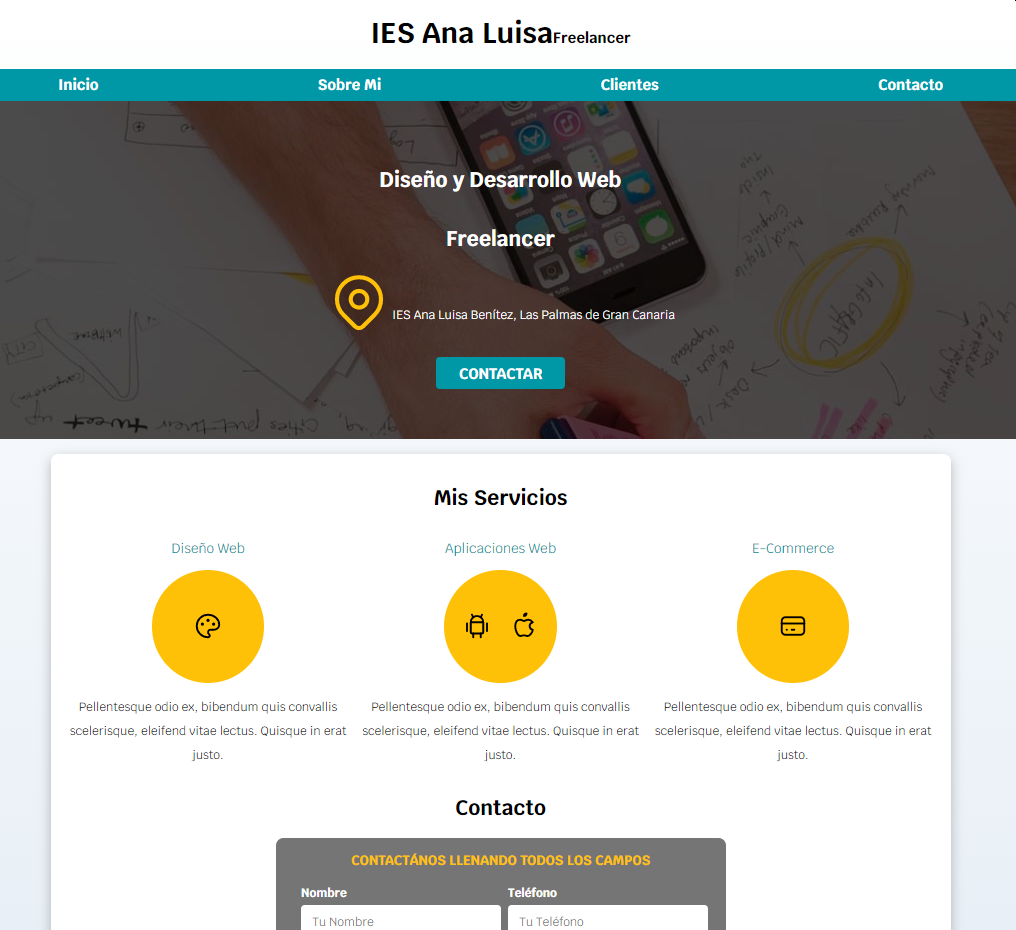 IES Ana LuisaFreelancer
Inicio Sobre Mi Clientes Contacto
Diseño y Desarrollo Web
Freelancer
IES Ana Luisa Benítez, Las Palmas de Gran Canaria
CONTACTAR
Mis Servicios
Diseño Web Aplicaciones Web E-Commerce
Pellentesque odio ex, bibendum quis convallis
scelerisque, eleifend vitae lectus. Quisque in erat
justo.
Pellentesque odio ex, bibendum quis convallis
scelerisque, eleifend vitae lectus. Quisque in erat
justo.
Pellentesque odio ex, bibendum quis convallis
scelerisque, eleifend vitae lectus. Quisque in erat
justo.
Contacto
CONTACTÁNOS LLENANDO TODOS LOS CAMPOS
Nombre Teléfono
Tu Nombre Tu Teléfono